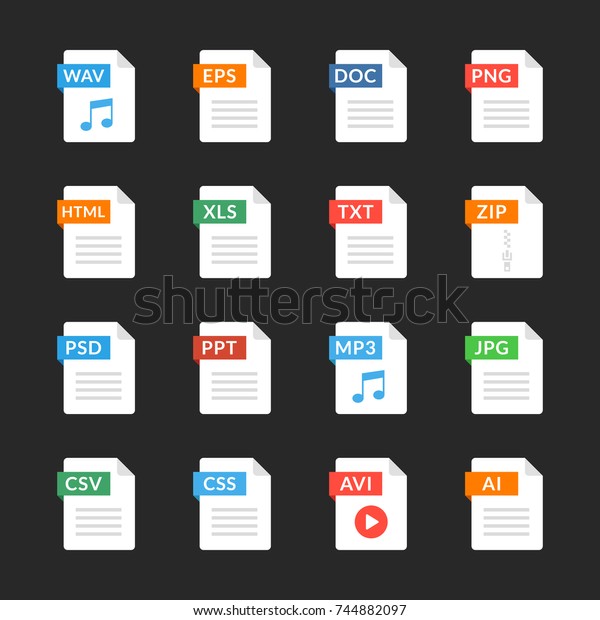 WAV EPS DOC PNG
HTML XLS TXT ZIP
shutterstock
PSD PPT MP3 JPG
CSV CSS AVI AI
shutterstock.com · 744882097